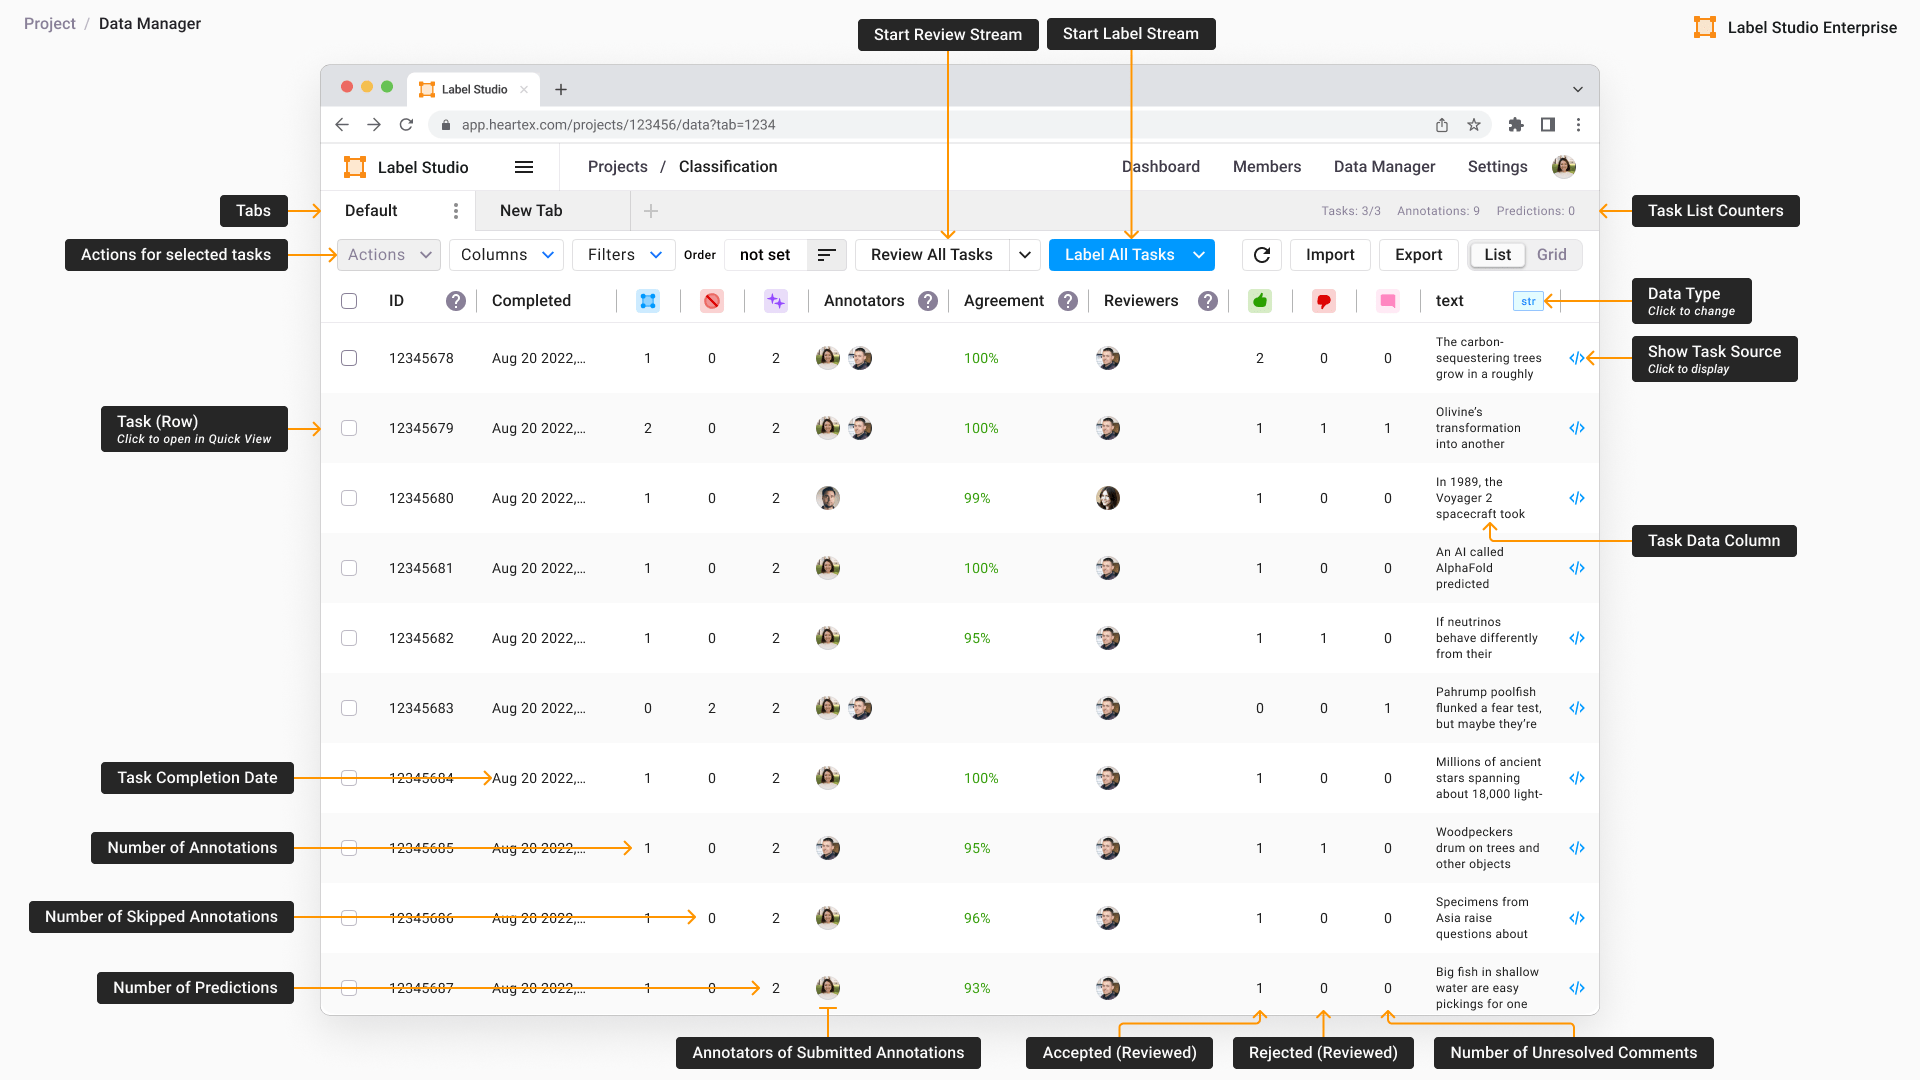 Project / Data Manager
Start Review Stream
Start Label Stream
Label Studio Enterprise
Label Studio
app.heartex.com/projects/123456/data?tab=1234
Label Studio
Projects / Classification
Dashboard Members Data Manager Settings
Tabs
Default
New Tab
Tasks: 3/3 Annotations: 9 Predictions: 0
Task List Counters
Actions for selected tasks
Actions Columns Filters Order not set Review All Tasks Label All Tasks Import Export List Grid
ID Completed Annotators Agreement Reviewers text str
Data Type
Click to change
12345678 Aug 20 2022,... 1 0 2 100% 2 0 0
The carbon-
sequestering trees
grow in a roughly
Show Task Source
Click to display
Task (Row)
Click to open in Quick View
12345679 Aug 20 2022,... 2 0 2 100% 1 1 1
Olivine's
transformation
into another
12345680 Aug 20 2022,... 1 0 2 99% 1 0 0
In 1989, the
Voyager 2
spacecraft took
Task Data Column
12345681 Aug 20 2022,... 1 0 2 100% 1 0 0
An AI called
AlphaFold
predicted
12345682 Aug 20 2022,... 1 0 2 95% 1 1 0
If neutrinos
behave differently
from their
12345683 Aug 20 2022,... 0 2 2 0 0 1
Pahrump poolfish
flunked a fear test,
but maybe they're
Task Completion Date
12345684 Aug 20 2022,... 1 0 2 100% 1 0 0
Millions of ancient
stars spanning
about 18,000 light-
Number of Annotations
12345685 Aug 20 2022,... 1 0 2 95% 1 1 0
Woodpeckers
drum on trees and
other objects
Number of Skipped Annotations
12345686 Aug 20 2022,... 1 0 2 96% 1 0 0
Specimens from
Asia raise
questions about
Number of Predictions
12345687 Aug 20 2022,... 1 0 2 93% 1 0 0
Big fish in shallow
water are easy
pickings for one
Annotators of Submitted Annotations
Accepted (Reviewed)
Rejected (Reviewed)
Number of Unresolved Comments